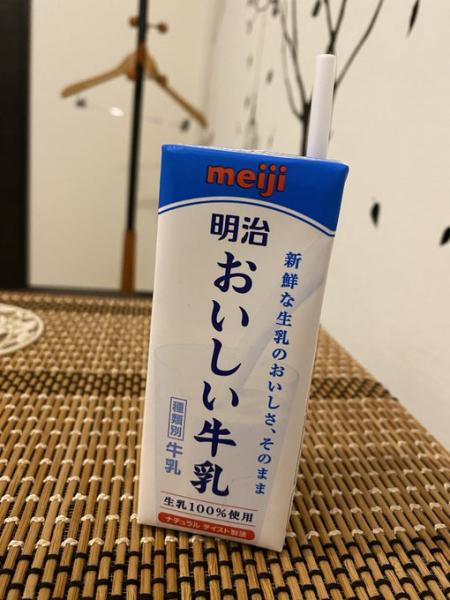 meiji
明治
おいしい牛乳
新鮮な生乳のおいしさ、そのまま
種類別 牛乳
生乳100%使用
ナチュラル テイスト製法